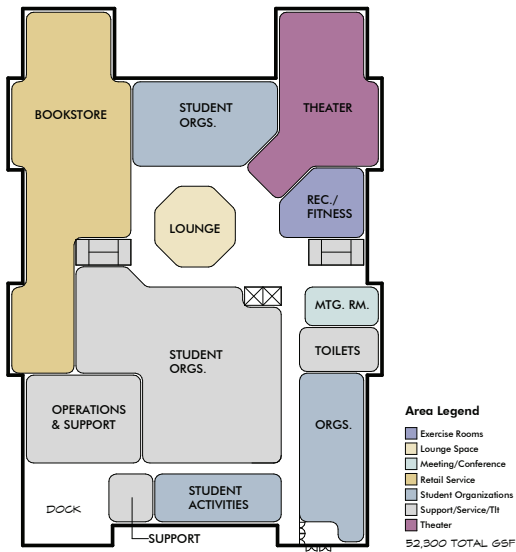 BOOKSTORE
STUDENT
ORGS.
THEATER
REC./
FITNESS
LOUNGE
MTG. RM.
STUDENT
ORGS.
TOILETS
OPERATIONS
& SUPPORT
ORGS.
STUDENT
ACTIVITIES
DOCK
SUPPORT
Area Legend
Exercise Rooms
Lounge Space
Meeting/Conference
Retail Service
Student Organizations
Support/Service/Tlt
Theater
52,300 TOTAL GSF